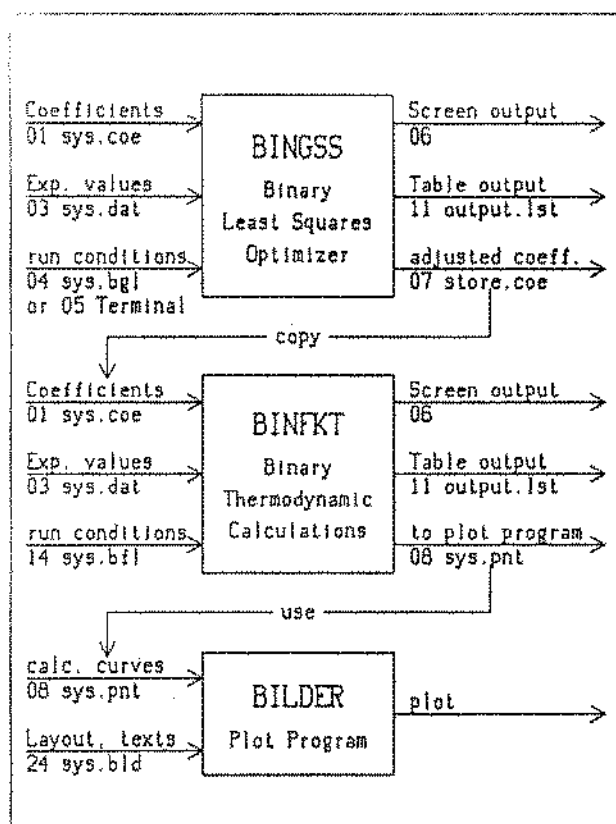 Coefficients
01 sys.coe
Exp. values
03 sys.dat
run conditions
04 sys.bgl
or 05 Terminal
BINGSS
Binary
Least Squares
Optimizer
Screen output
06
Table output
11 output.lst
adjusted coeff.
07 store.coe
copy
Coefficients
01 sys.coe
Exp. values
03 sys.dat
run conditions
14 sys.bfl
BINFKT
Binary
Thermodynamic
Calculations
Screen output
06
Table output
11 output.lst
to plot program
08 sys.pnt
use
calc. curves
08 sys.pnt
Layout, texts
24 sys.bld
BILDER
Plot Program
plot